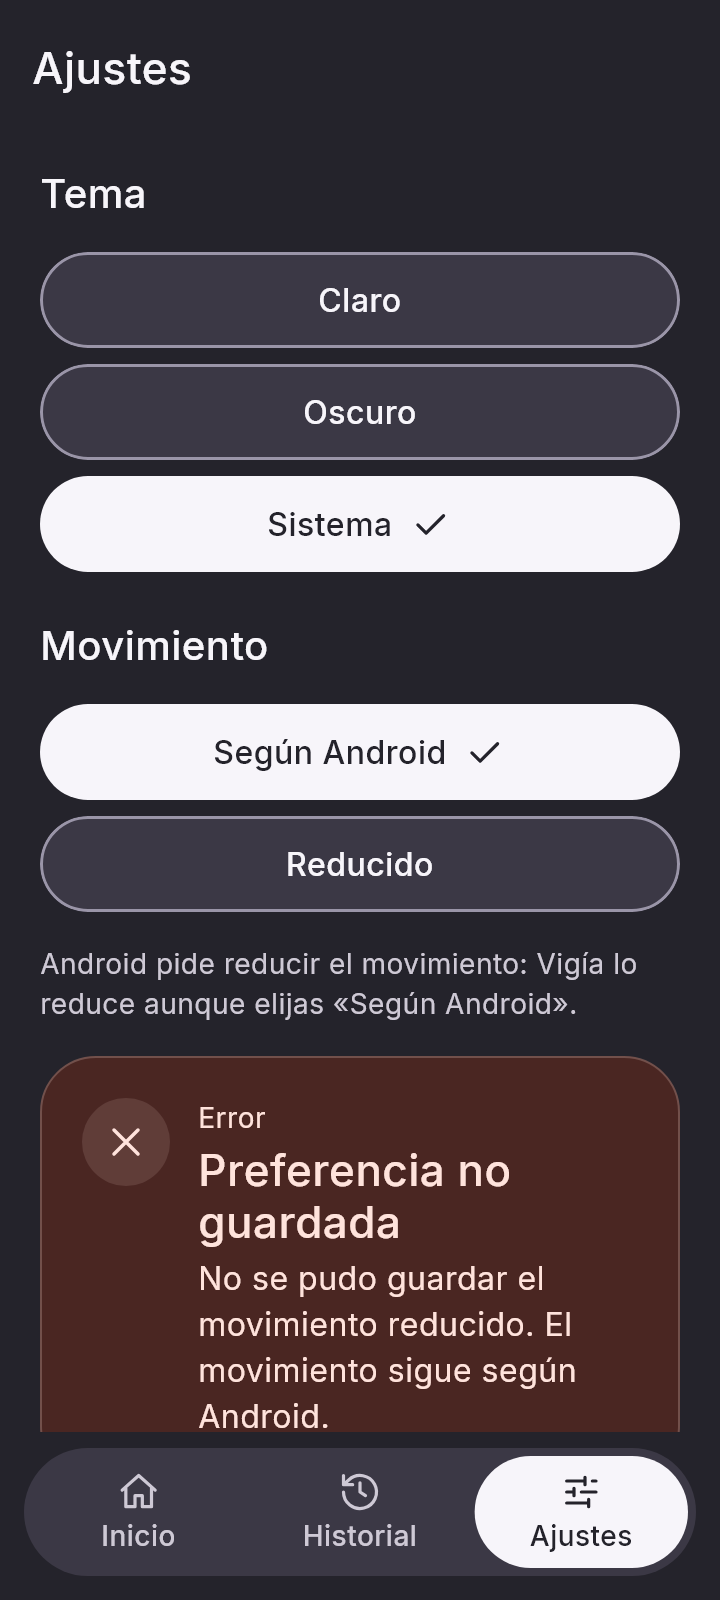 Ajustes
Tema
Claro
Oscuro
Sistema
Movimiento
Según Android
Reducido
Android pide reducir el movimiento: Vigía lo
reduce aunque elijas «Según Android».
Error
Preferencia no
guardada
No se pudo guardar el
movimiento reducido. El
movimiento sigue según
Android.
Inicio
Historial
Ajustes